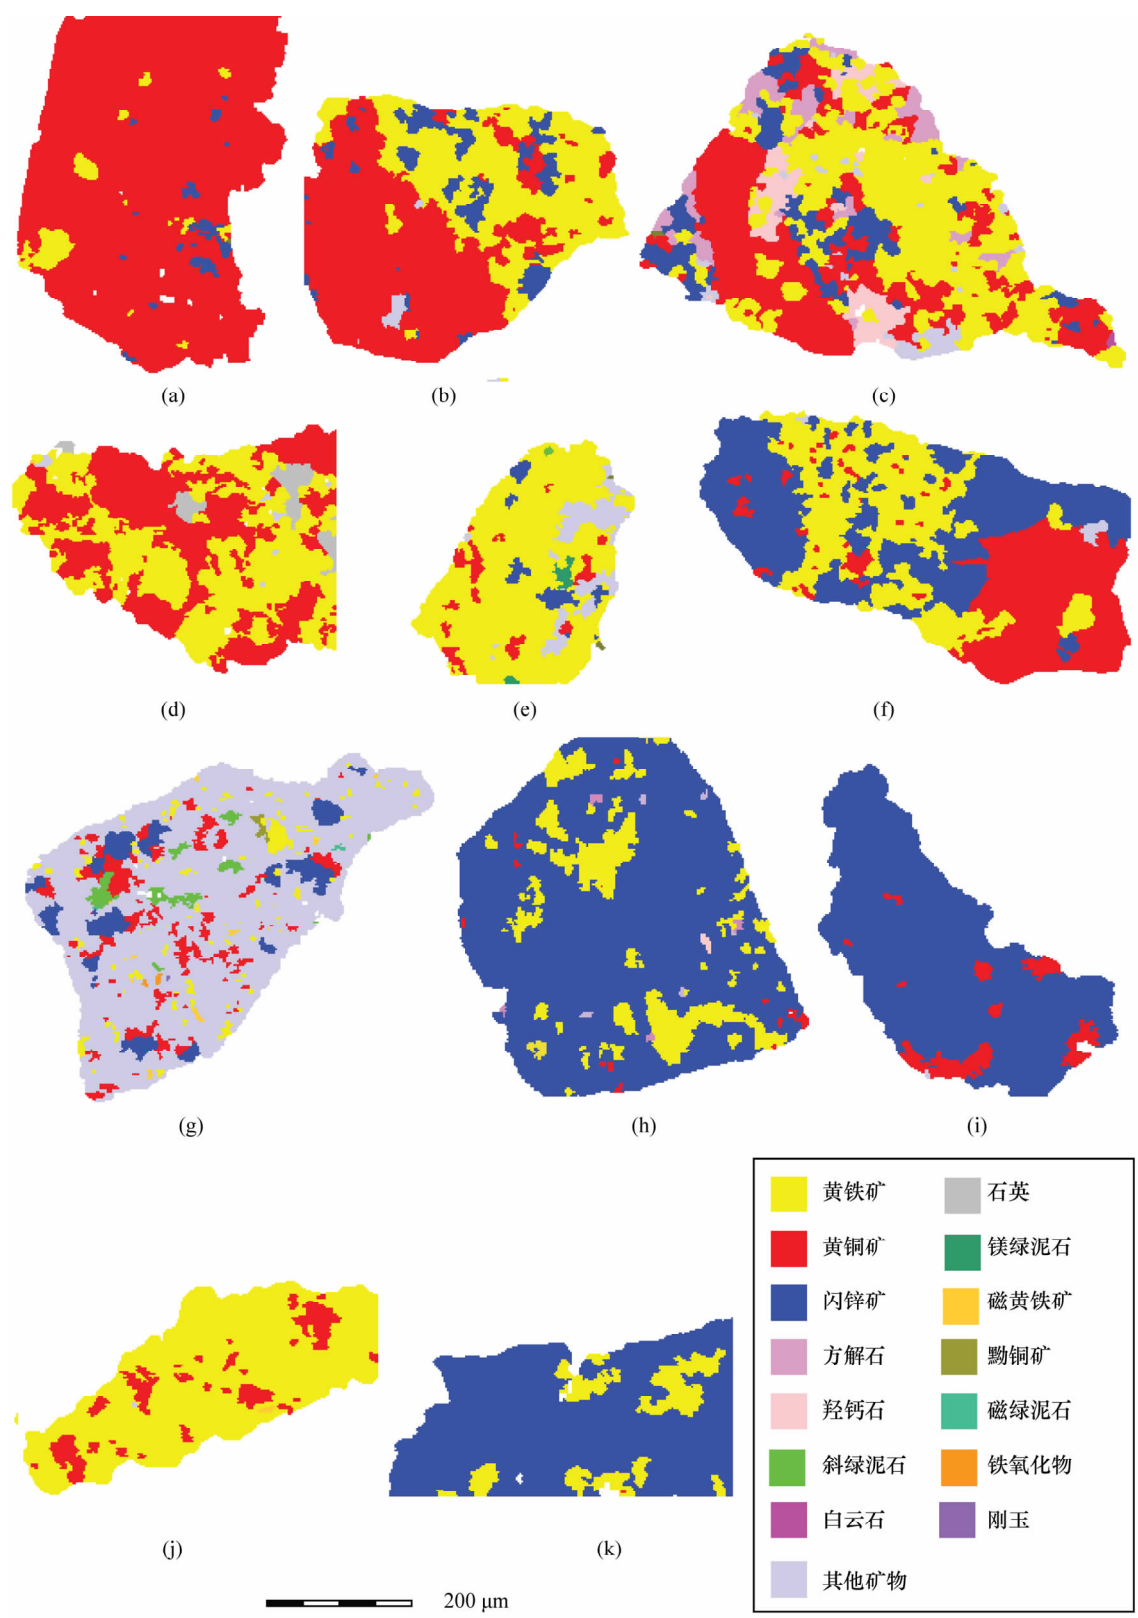 (a)
(b)
(c)
(d)
(e)
(f)
(g)
(h)
(i)
(j)
(k)
黄铁矿
石英
黄铜矿
镁绿泥石
闪锌矿
磁黄铁矿
方解石
黝铜矿
羟钙石
磁绿泥石
斜绿泥石
铁氧化物
白云石
刚玉
其他矿物
200 μm